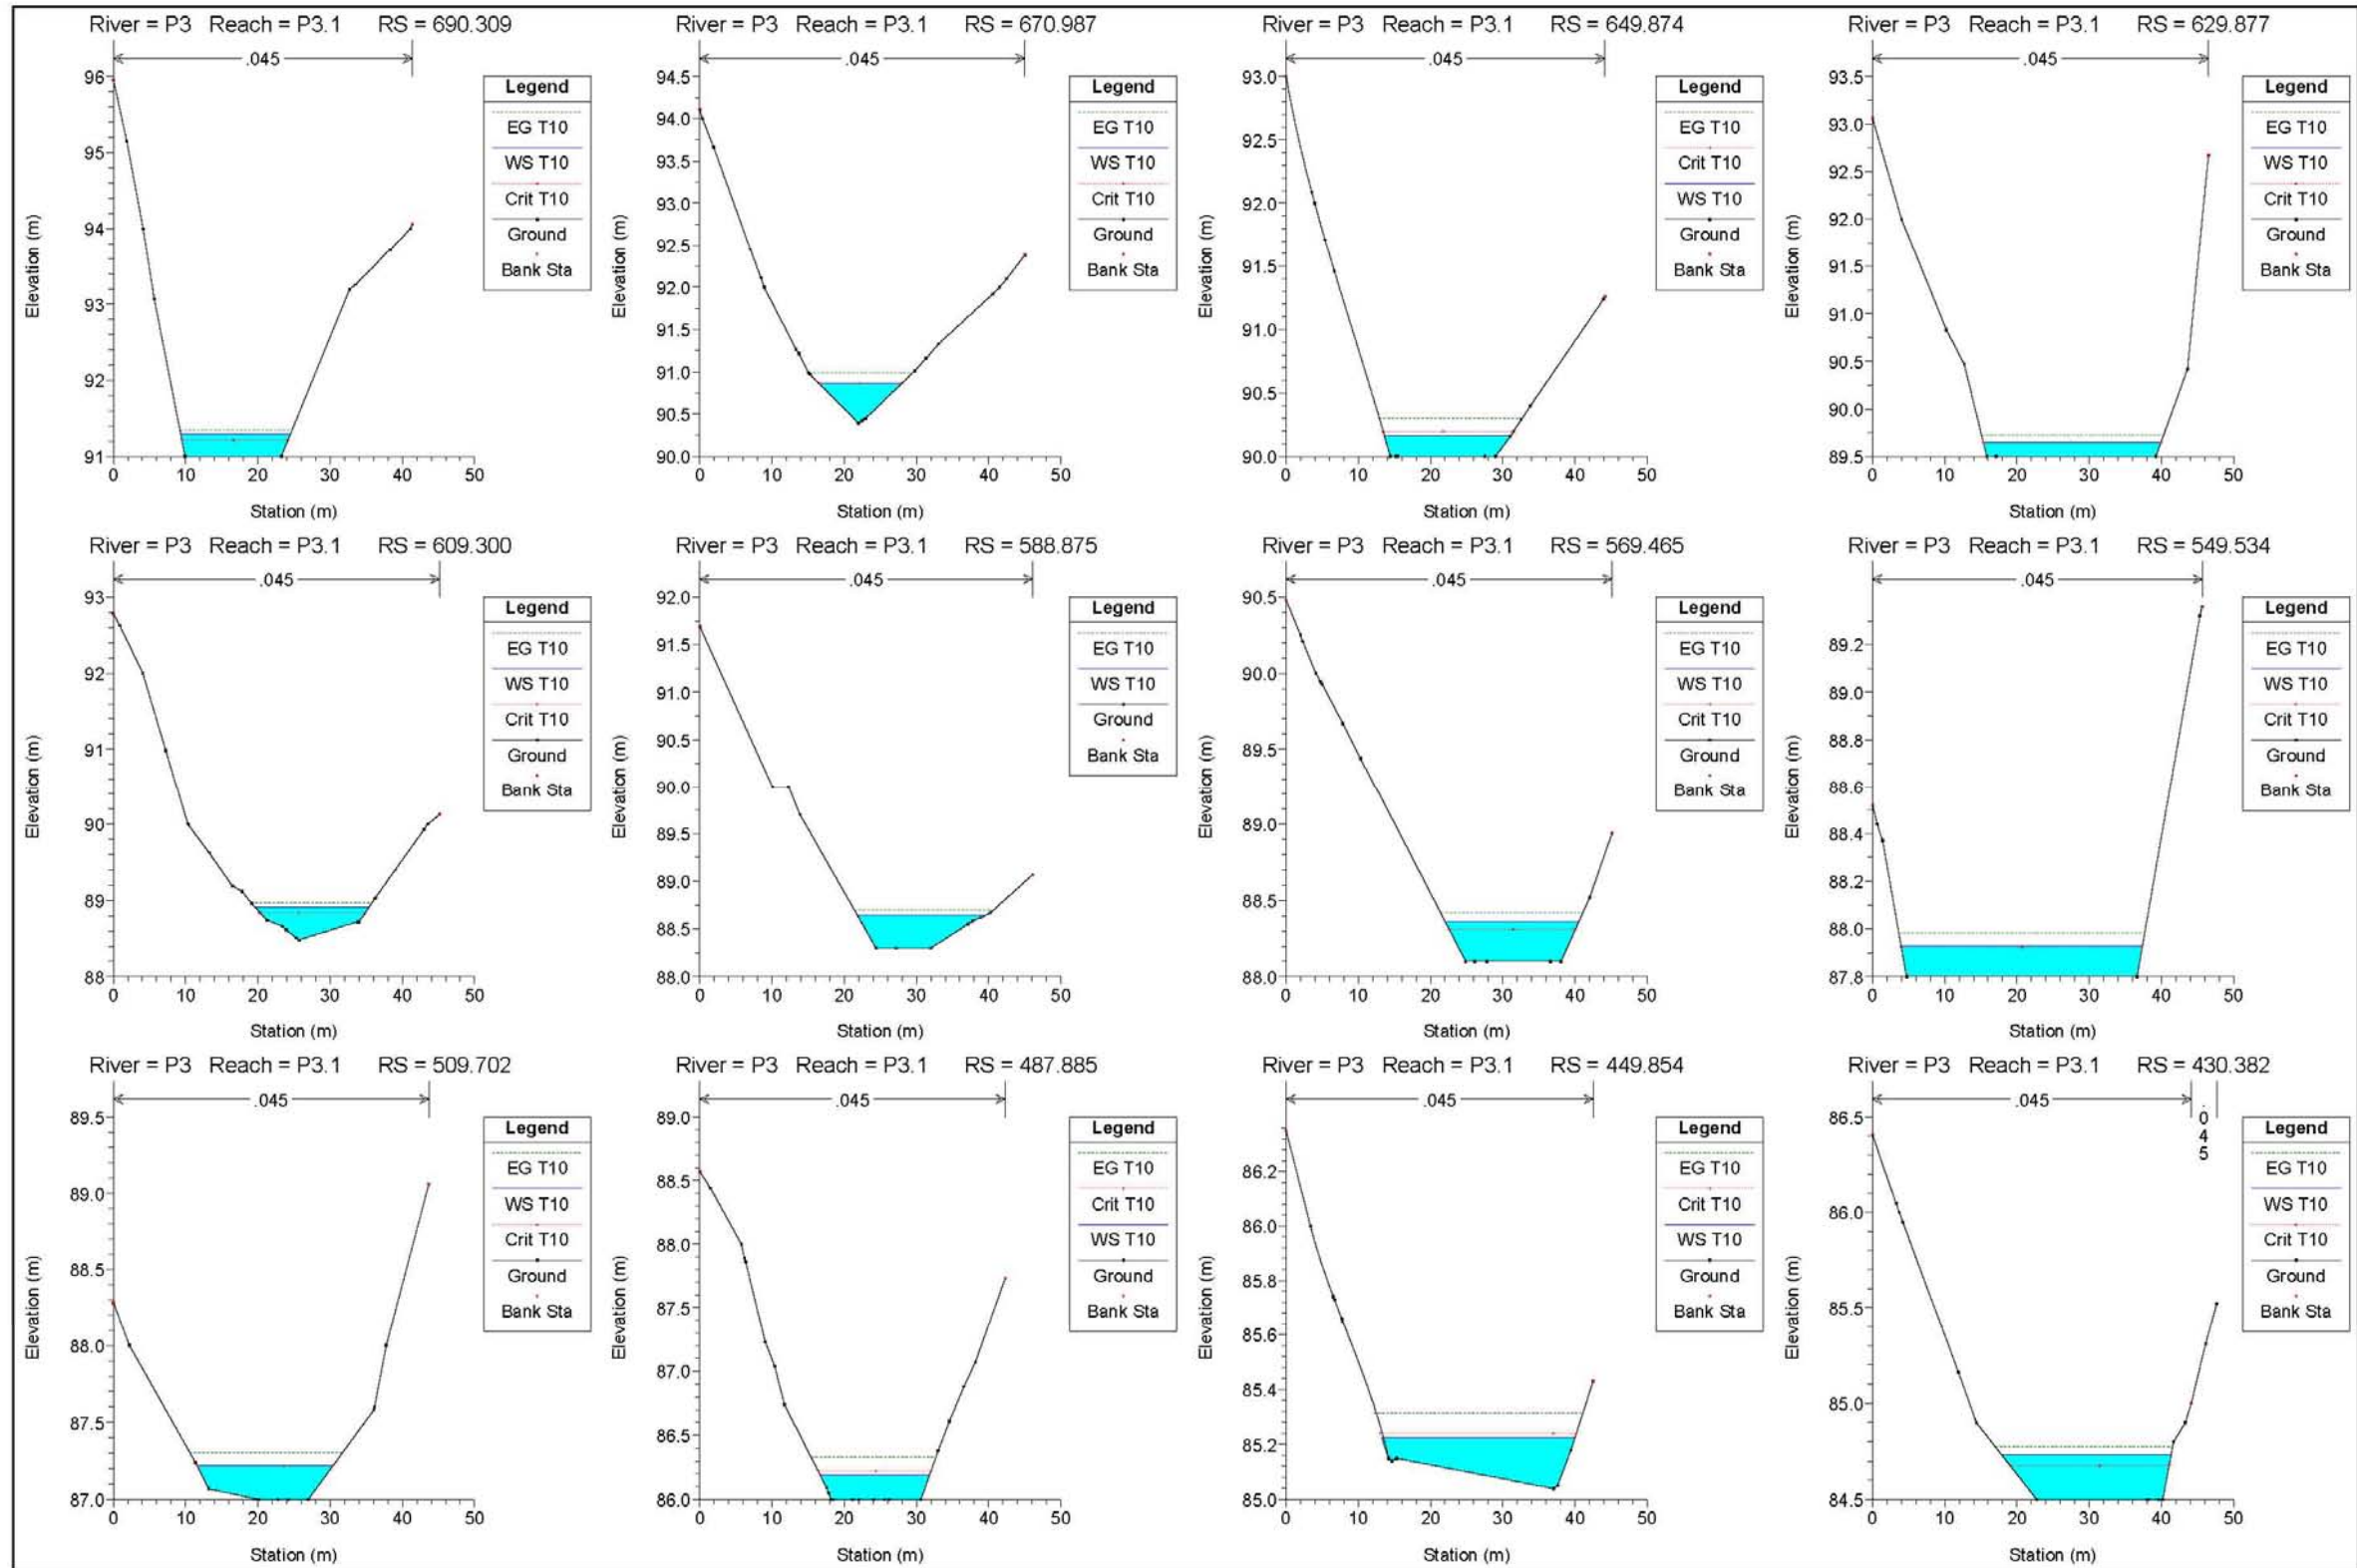 River = P3 Reach = P3.1 RS = 690.309
.045
96
95
94
93
92
91
Elevation (m)
0 10 20 30 40 50
Station (m)
Legend
EG T10
WS T10
Crit T10
Ground
Bank Sta
River = P3 Reach = P3.1 RS = 670.987
.045
94.5
94.0
93.5
93.0
92.5
92.0
91.5
91.0
90.5
90.0
Elevation (m)
0 10 20 30 40 50
Station (m)
Legend
EG T10
WS T10
Crit T10
Ground
Bank Sta
River = P3 Reach = P3.1 RS = 649.874
.045
93.0
92.5
92.0
91.5
91.0
90.5
90.0
Elevation (m)
0 10 20 30 40 50
Station (m)
Legend
EG T10
Crit T10
WS T10
Ground
Bank Sta
River = P3 Reach = P3.1 RS = 629.877
.045
93.5
93.0
92.5
92.0
91.5
91.0
90.5
90.0
89.5
Elevation (m)
0 10 20 30 40 50
Station (m)
Legend
EG T10
WS T10
Crit T10
Ground
Bank Sta
River = P3 Reach = P3.1 RS = 609.300
.045
93
92
91
90
89
88
Elevation (m)
0 10 20 30 40 50
Station (m)
Legend
EG T10
WS T10
Crit T10
Ground
Bank Sta
River = P3 Reach = P3.1 RS = 588.875
.045
92.0
91.5
91.0
90.5
90.0
89.5
89.0
88.5
88.0
Elevation (m)
0 10 20 30 40 50
Station (m)
Legend
EG T10
WS T10
Ground
Bank Sta
River = P3 Reach = P3.1 RS = 569.465
.045
90.5
90.0
89.5
89.0
88.5
88.0
Elevation (m)
0 10 20 30 40 50
Station (m)
Legend
EG T10
WS T10
Crit T10
Ground
Bank Sta
River = P3 Reach = P3.1 RS = 549.534
.045
89.2
89.0
88.8
88.6
88.4
88.2
88.0
87.8
Elevation (m)
0 10 20 30 40 50
Station (m)
Legend
EG T10
WS T10
Crit T10
Ground
Bank Sta
River = P3 Reach = P3.1 RS = 509.702
.045
89.5
89.0
88.5
88.0
87.5
87.0
Elevation (m)
0 10 20 30 40 50
Station (m)
Legend
EG T10
WS T10
Crit T10
Ground
Bank Sta
River = P3 Reach = P3.1 RS = 487.885
.045
89.0
88.5
88.0
87.5
87.0
86.5
86.0
Elevation (m)
0 10 20 30 40 50
Station (m)
Legend
EG T10
Crit T10
WS T10
Ground
Bank Sta
River = P3 Reach = P3.1 RS = 449.854
.045
86.2
86.0
85.8
85.6
85.4
85.2
85.0
Elevation (m)
0 10 20 30 40 50
Station (m)
Legend
EG T10
Crit T10
WS T10
Ground
Bank Sta
River = P3 Reach = P3.1 RS = 430.382
.045
.
0
4
5
86.5
86.0
85.5
85.0
84.5
Elevation (m)
0 10 20 30 40 50
Station (m)
Legend
EG T10
WS T10
Crit T10
Ground
Bank Sta